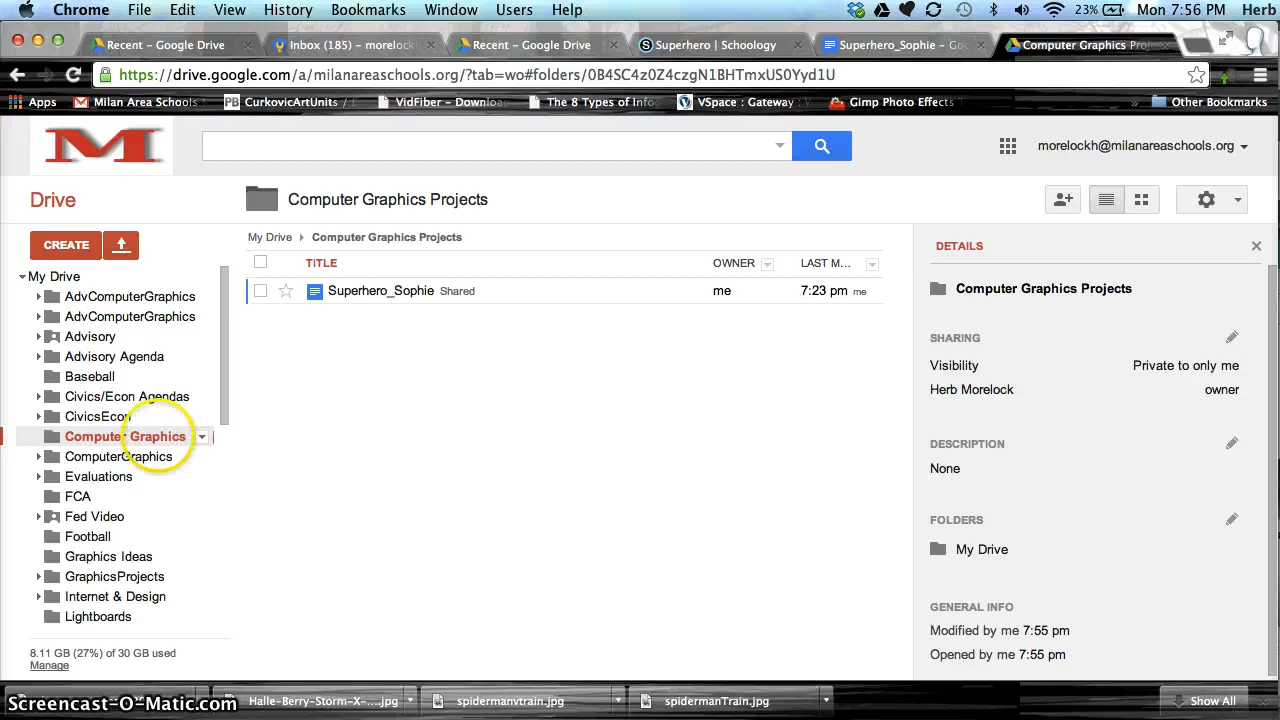 Chrome File Edit View History Bookmarks Window Users Help 23% Mon 7:56 PM Herb
Recent – Google Drive Inbox (185) – morelockh Recent – Google Drive Superhero | Schoology Superhero_Sophie – Go Computer Graphics Proj
https://drive.google.com/a/milanareaschools.org/?tab=wo#folders/0B4SC4z0Z4czgN1BHTmxUS0Yyd1U
Apps Milan Area Schools PB CurkovicArtUnits / VidFiber – Downloa The 8 Types of Infog VSpace : Gateway : Gimp Photo Effects » Other Bookmarks
M
morelockh@milanareaschools.org
Drive
Computer Graphics Projects
CREATE
My Drive Computer Graphics Projects
DETAILS
TITLE OWNER LAST M...
My Drive
Superhero_Sophie Shared me 7:23 pm me
Computer Graphics Projects
AdvComputerGraphics
AdvComputerGraphics
Advisory
Advisory Agenda
Baseball
Civics/Econ Agendas
CivicsEcon
Computer Graphics
ComputerGraphics
Evaluations
FCA
Fed Video
Football
Graphics Ideas
GraphicsProjects
Internet & Design
Lightboards
SHARING
Visibility Private to only me
Herb Morelock owner
DESCRIPTION
None
FOLDERS
My Drive
GENERAL INFO
Modified by me 7:55 pm
Opened by me 7:55 pm
8.11 GB (27%) of 30 GB used
Manage
Screencast-O-Matic.com
Halle-Berry-Storm-X-....jpg spidermanvtrain.jpg spidermanTrain.jpg Show All